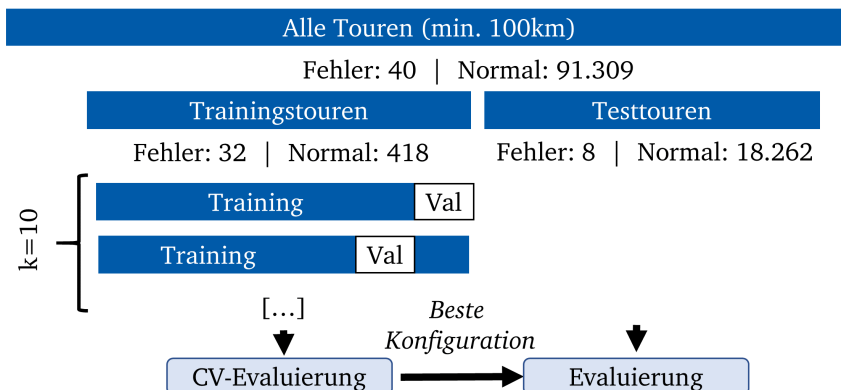 Alle Touren (min. 100km)
Fehler: 40 | Normal: 91.309
Trainingstouren
Testtouren
Fehler: 32 | Normal: 418
Fehler: 8 | Normal: 18.262
k=10
Training
Val
Training
Val
[...]
Beste
Konfiguration
CV-Evaluierung
Evaluierung